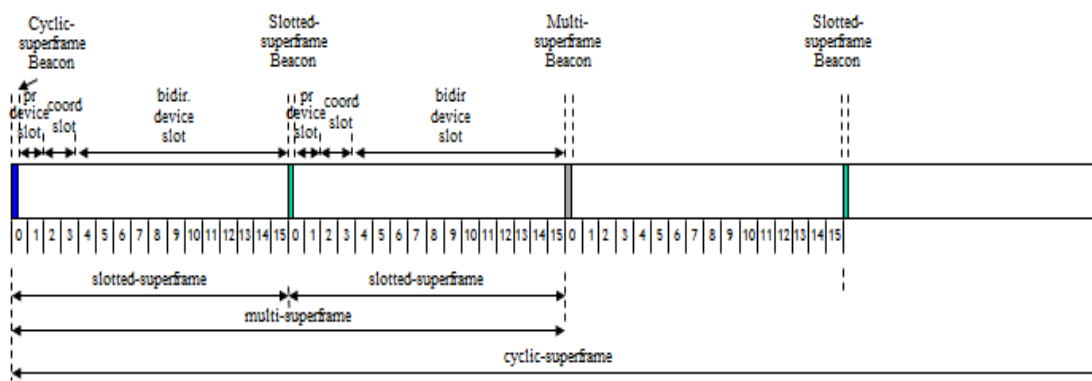 Cyclic-
superframe
Beacon
Slotted-
superframe
Beacon
Multi-
superframe
Beacon
Slotted-
superframe
Beacon
pr
device
slot
coord
slot
bidir.
device
slot
pr
device
slot
coord
slot
bidir
device
slot
0 1 2 3 4 5 6 7 8 9 10 11 12 13 14 15 0 1 2 3 4 5 6 7 8 9 10 11 12 13 14 15 0 1 2 3 4 5 6 7 8 9 10 11 12 13 14 15
slotted-superframe
slotted-superframe
multi-superframe
cyclic-superframe